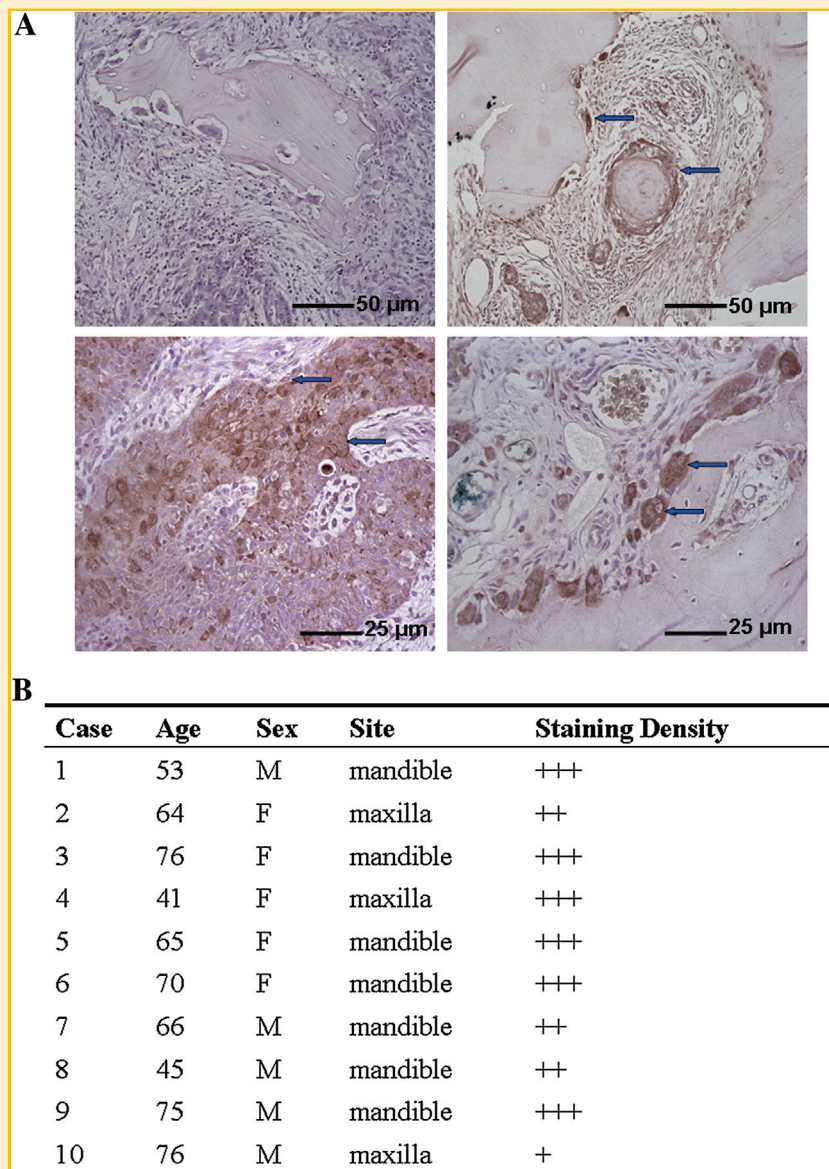 A
50 µm
50 µm
25 µm
25 µm
B
Case Age Sex Site Staining Density
1 53 M mandible +++
2 64 F maxilla ++
3 76 F mandible +++
4 41 F maxilla +++
5 65 F mandible +++
6 70 F mandible +++
7 66 M mandible ++
8 45 M mandible ++
9 75 M mandible +++
10 76 M maxilla +